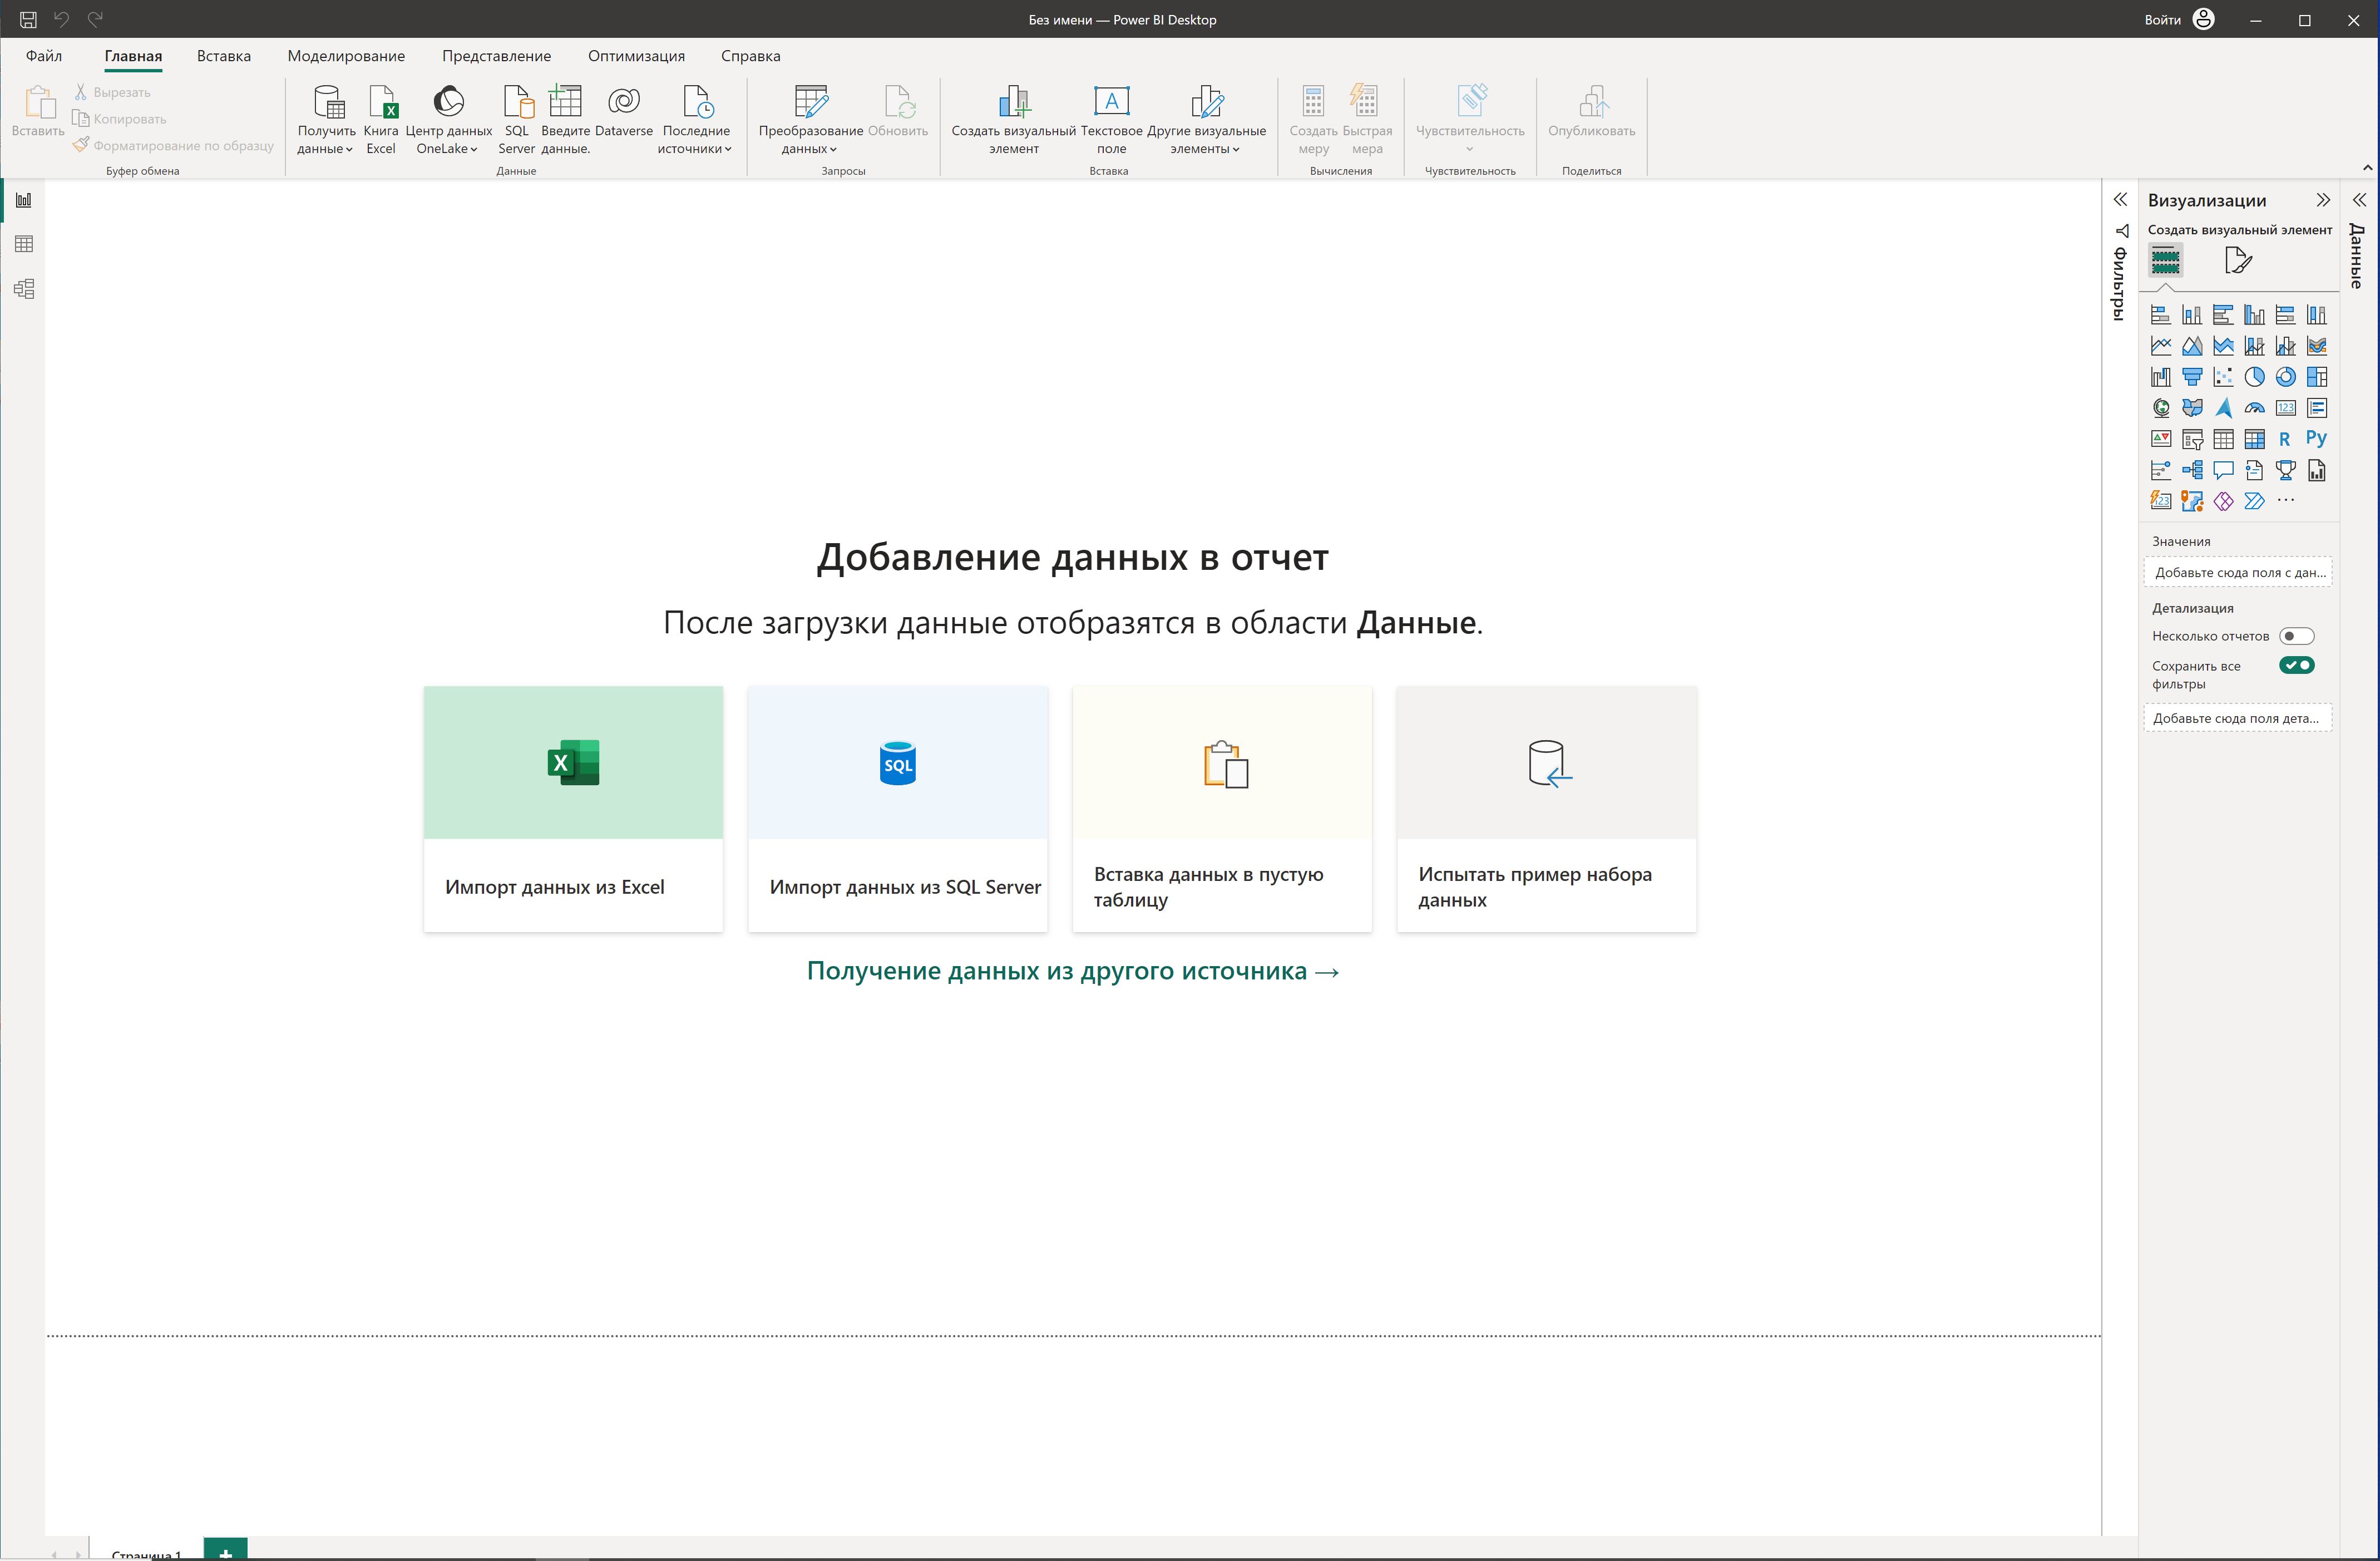 Без имени — Power BI Desktop
Войти
Файл
Главная
Вставка
Моделирование
Представление
Оптимизация
Справка
Вставить
Вырезать
Копировать
Форматирование по образцу
Буфер обмена
Получить
данные
Книга
Excel
Центр данных
OneLake
SQL
Server
Введите
данные.
Dataverse
Последние
источники
Данные
Преобразование
данных
Обновить
Запросы
Создать визуальный
элемент
Текстовое
поле
Другие визуальные
элементы
Вставка
Создать
меру
Быстрая
мера
Вычисления
Чувствительность
Чувствительность
Опубликовать
Поделиться
Добавление данных в отчет
После загрузки данные отобразятся в области Данные.
X
SQL
Импорт данных из Excel
Импорт данных из SQL Server
Вставка данных в пустую
таблицу
Испытать пример набора
данных
Получение данных из другого источника →
Фильтры
Визуализации
Создать визуальный элемент
123
R
Py
123
Значения
Добавьте сюда поля с дан...
Детализация
Несколько отчетов
Сохранить все
фильтры
Добавьте сюда поля дета...
Данные
Страница 1